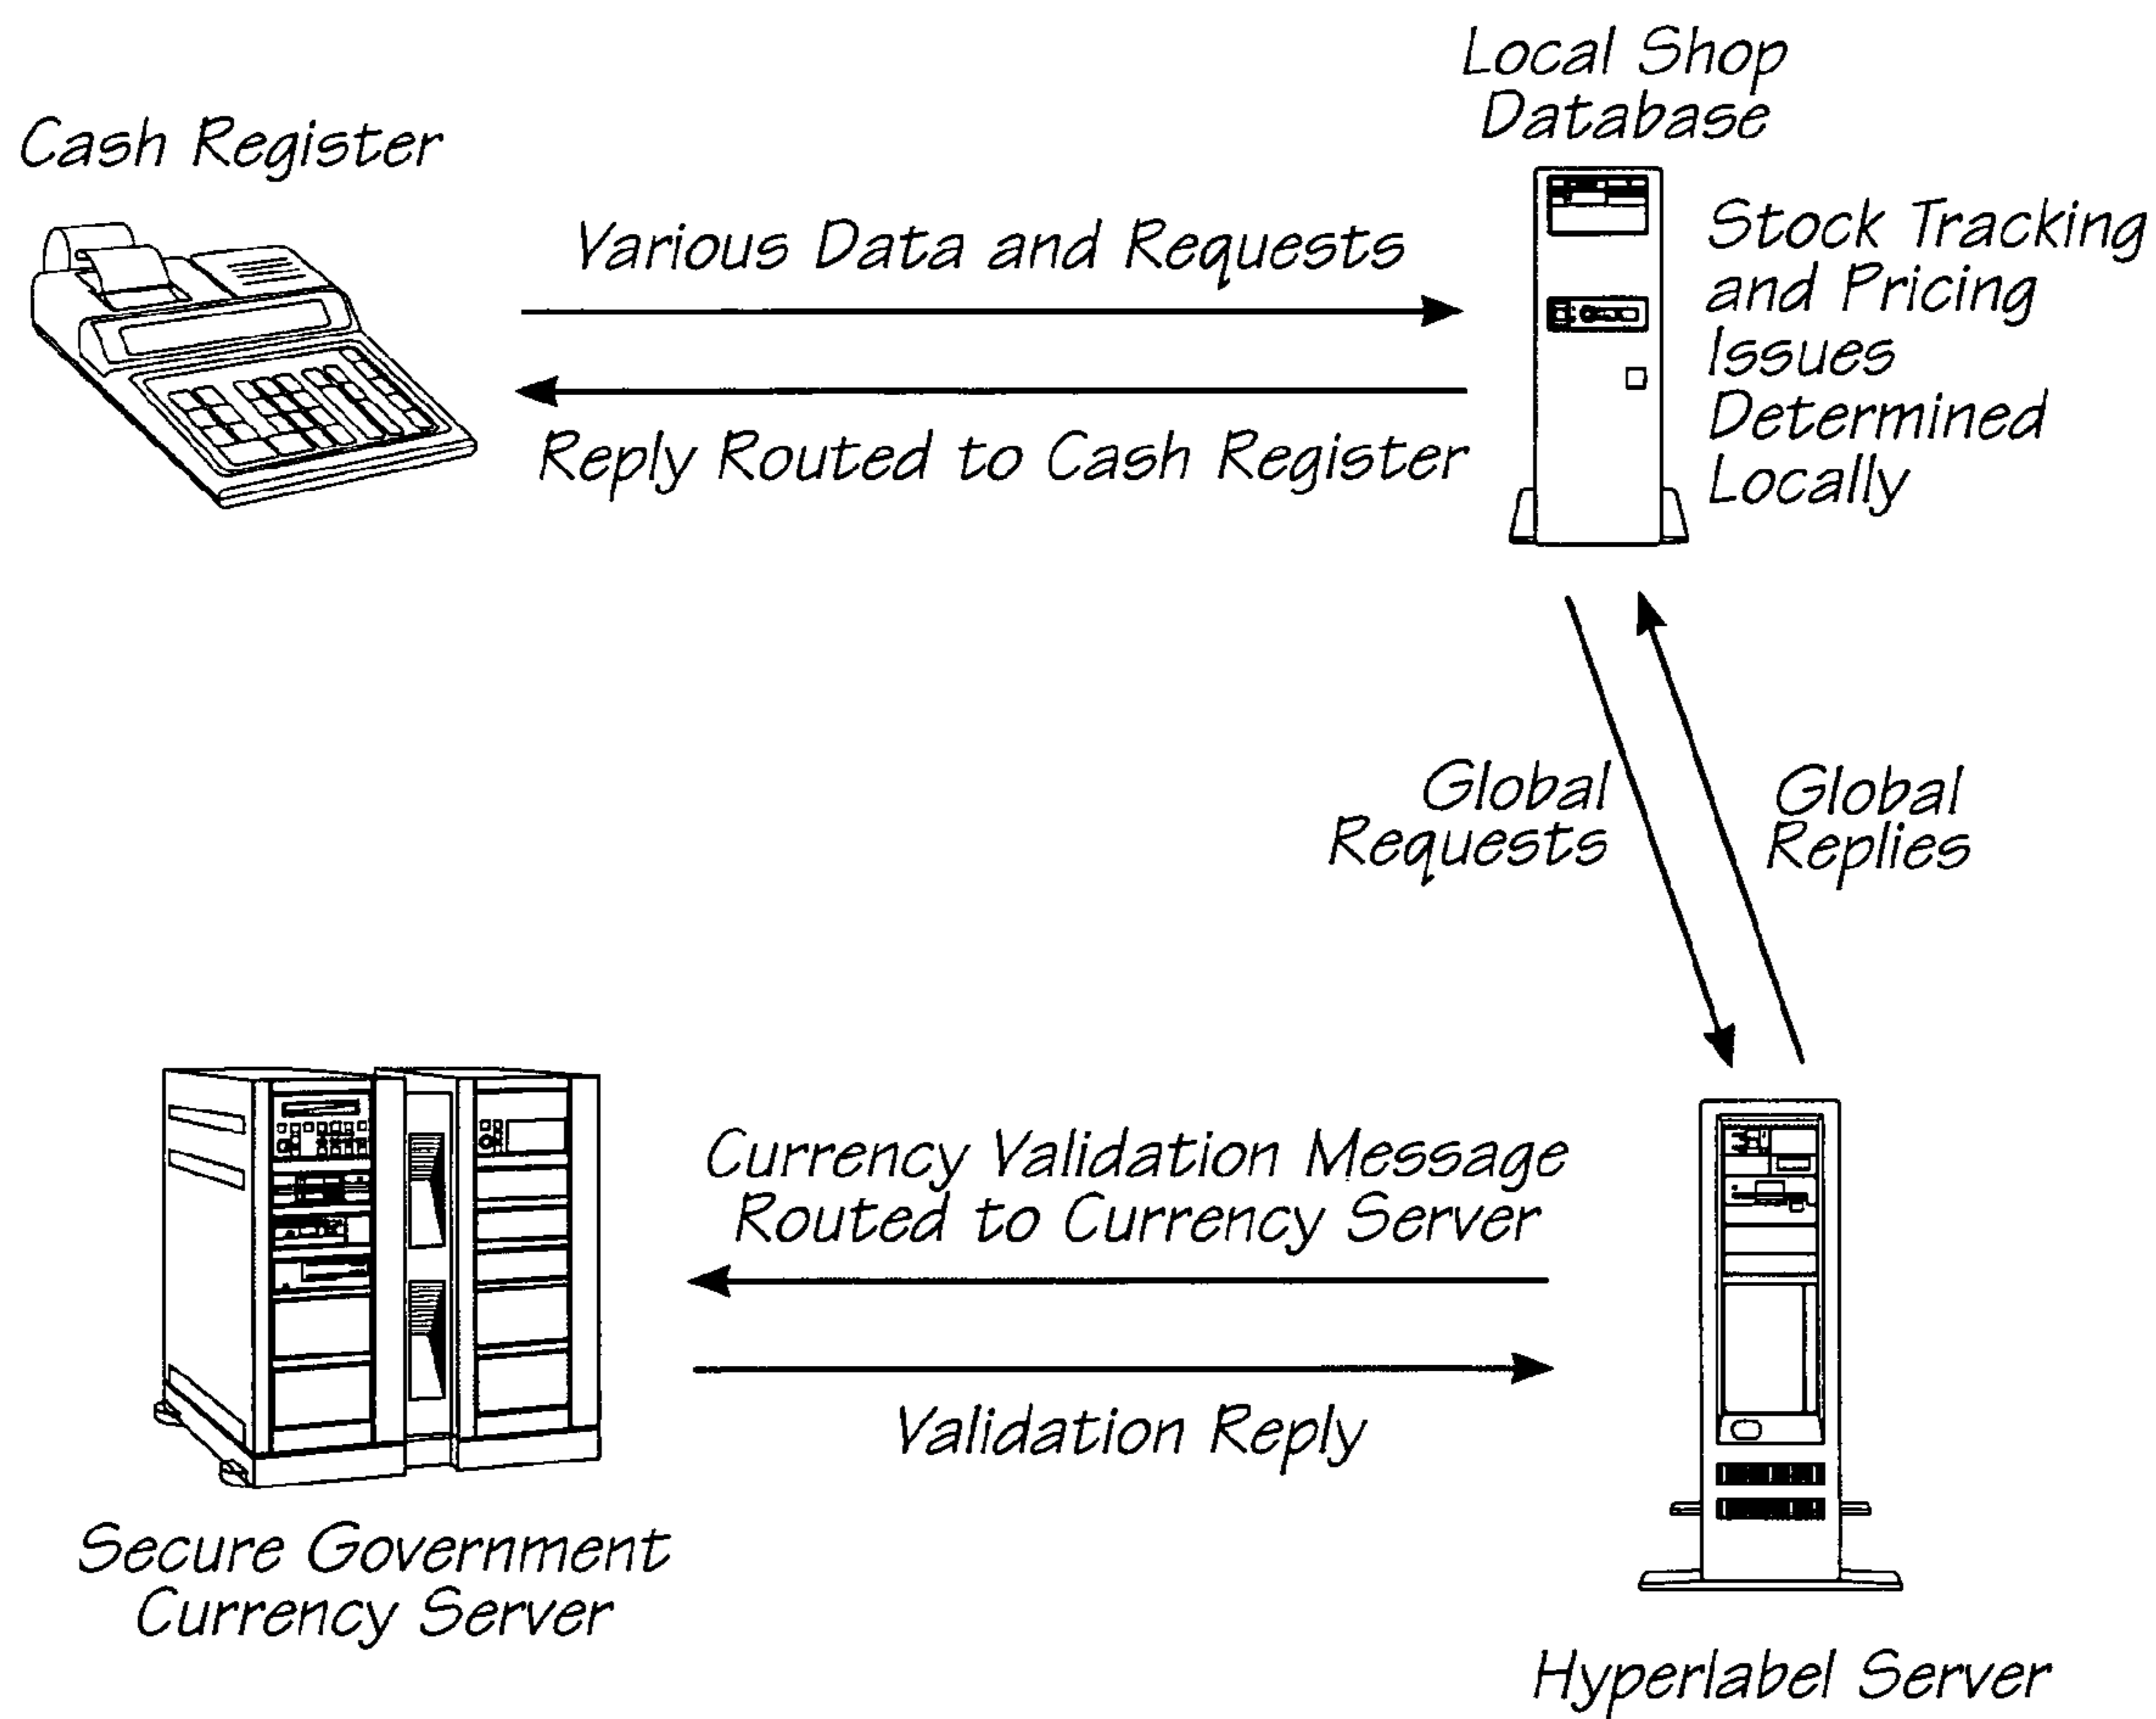 Local Shop
Database
Cash Register
Various Data and Requests
Stock Tracking
and Pricing
Issues
Determined
Locally
Reply Routed to Cash Register
Global
Requests
Global
Replies
Currency Validation Message
Routed to Currency Server
Validation Reply
Secure Government
Currency Server
Hyperlabel Server